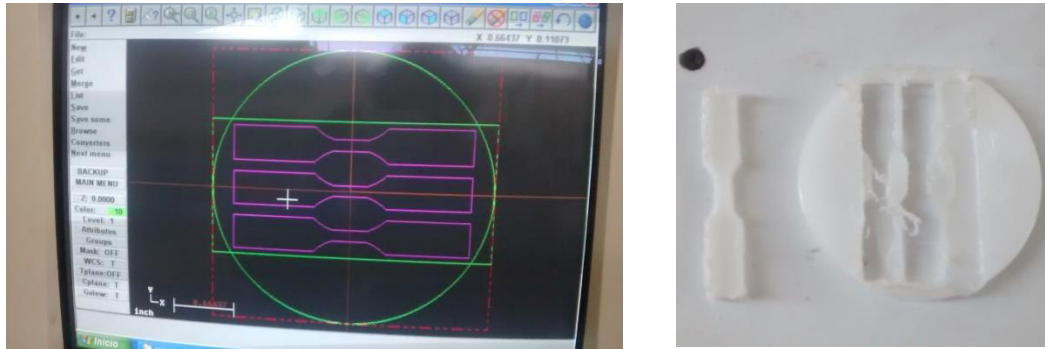 File:
X 0.66437 Y 0.11073
New
Edit
Get
Merge
List
Save
Save some
Browse
Converters
Next menu
BACKUP
MAIN MENU
Z: 0.0000
Color: 10
Level: 1
Attributes
Groups
Mask: OFF
WCS: T
Tplane:OFF
Cplane: T
Gview: T
Y
X
inch
Inicio